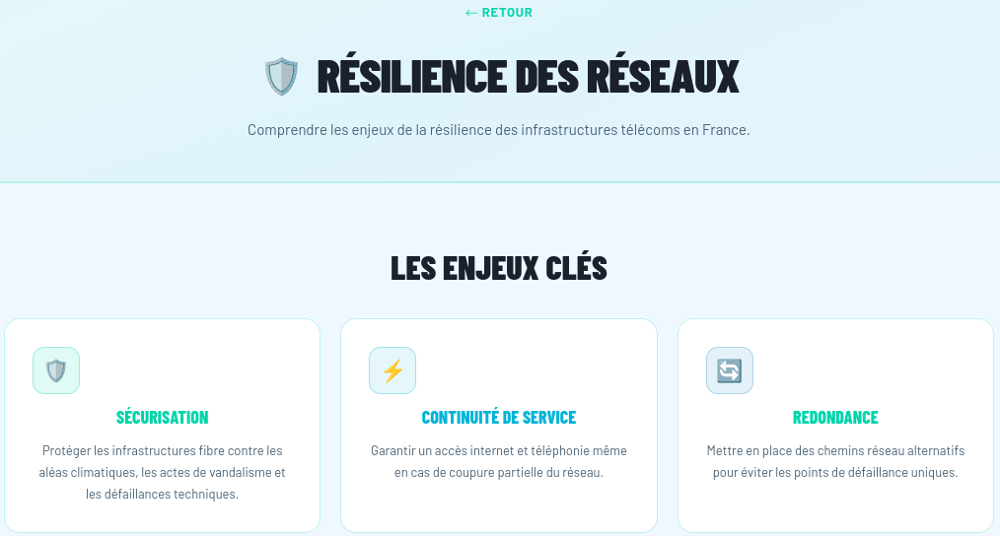 ← RETOUR
RÉSILIENCE DES RÉSEAUX
Comprendre les enjeux de la résilience des infrastructures télécoms en France.
LES ENJEUX CLÉS
SÉCURISATION
Protéger les infrastructures fibre contre les
aléas climatiques, les actes de vandalisme et
les défaillances techniques.
CONTINUITÉ DE SERVICE
Garantir un accès internet et téléphonie même
en cas de coupure partielle du réseau.
REDONDANCE
Mettre en place des chemins réseau alternatifs
pour éviter les points de défaillance uniques.